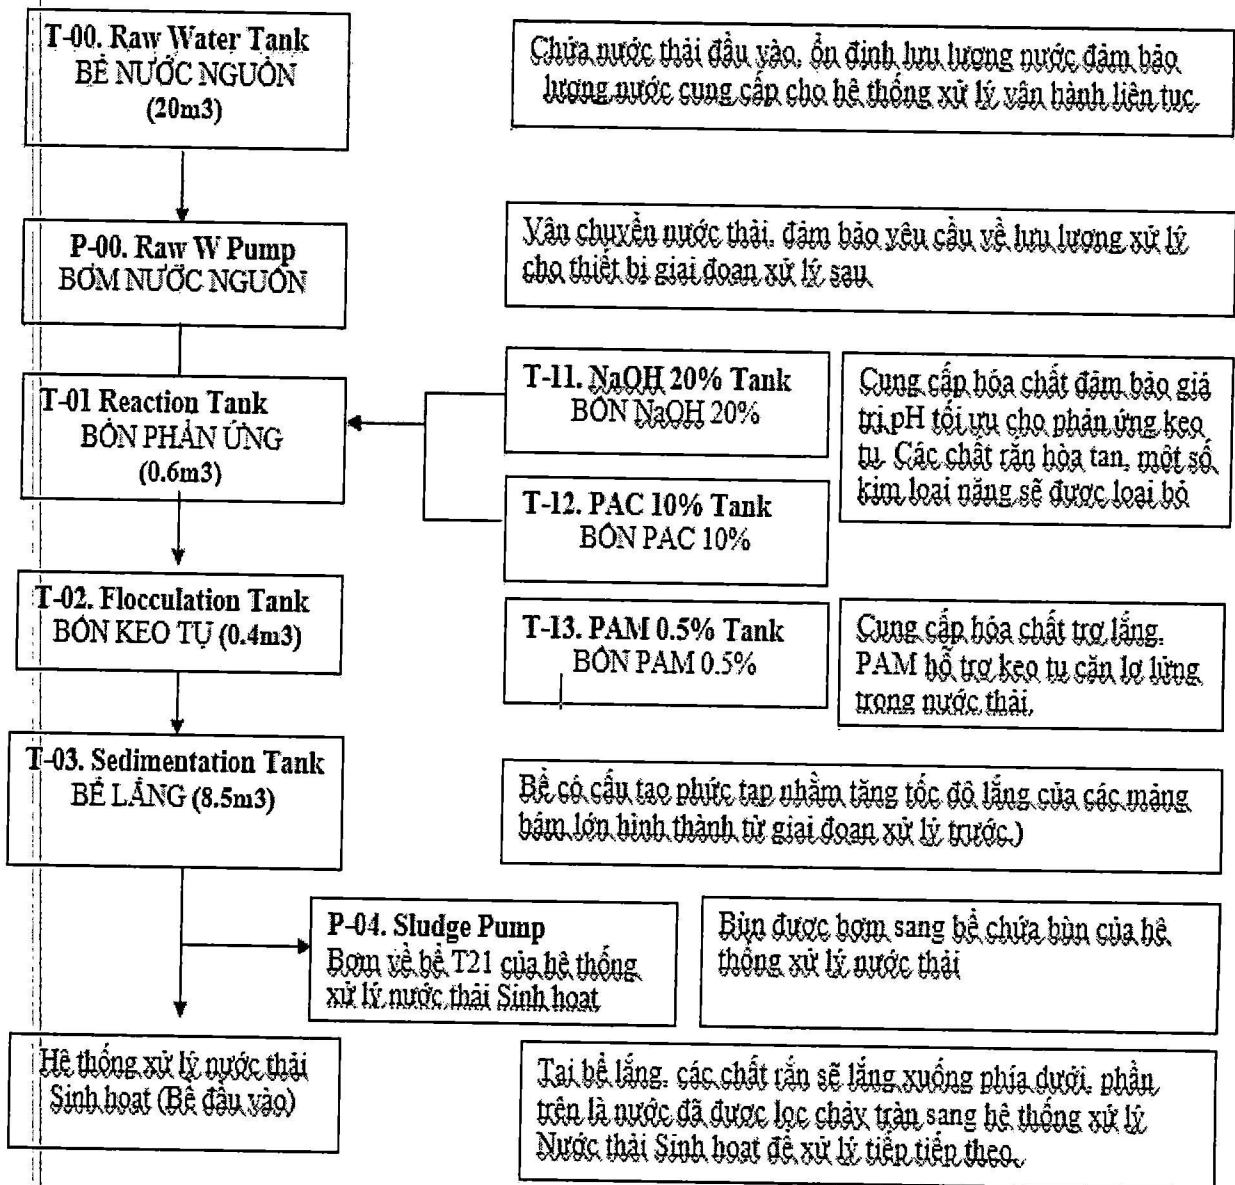 T-00. Raw Water Tank
BỂ NƯỚC NGUỒN
(20m3)
Chứa nước thải đầu vào, ổn định lưu lượng nước đảm bảo
lượng nước cung cấp cho hệ thống xử lý vận hành liên tục.
P-00. Raw W Pump
BƠM NƯỚC NGUỒN
Vận chuyển nước thải, đảm bảo yêu cầu về lưu lượng xử lý
cho thiết bị giai đoạn xử lý sau
T-01 Reaction Tank
BỒN PHẢN ỨNG
(0.6m3)
T-11. NaOH 20% Tank
BỒN NaOH 20%
Cung cấp hóa chất đảm bảo giá
trị pH tối ưu cho phản ứng keo
tụ. Các chất rắn hòa tan, một số
kim loại nặng sẽ được loại bỏ
T-12. PAC 10% Tank
BỒN PAC 10%
T-02. Flocculation Tank
BỒN KEO TỤ (0.4m3)
T-13. PAM 0.5% Tank
BỒN PAM 0.5%
Cung cấp hóa chất trợ lắng.
PAM hỗ trợ keo tụ cặn lơ lửng
trong nước thải.
T-03. Sedimentation Tank
BỂ LẮNG (8.5m3)
Bể có cấu tạo phức tạp nhằm tăng tốc độ lắng của các mảng
bám lớn hình thành từ giai đoạn xử lý trước.)
P-04. Sludge Pump
Bơm về bể T21 của hệ thống
xử lý nước thải Sinh hoạt
Bùn được bơm sang bể chứa bùn của hệ
thống xử lý nước thải
Hệ thống xử lý nước thải
Sinh hoạt (Bể đầu vào)
Tại bể lắng, các chất rắn sẽ lắng xuống phía dưới, phần
trên là nước đã được lọc chảy tràn sang hệ thống xử lý
Nước thải Sinh hoạt để xử lý tiếp tiếp theo.